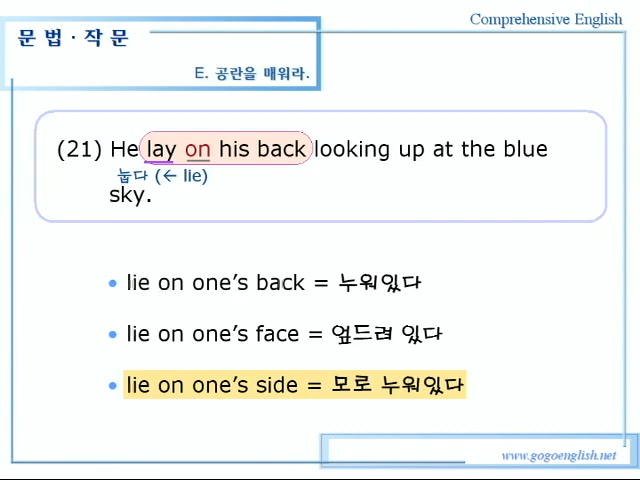 Comprehensive English
문 법 · 작 문
E. 공란을 매워라.
(21) He lay on his back looking up at the blue
눕다 (← lie)
sky.
• lie on one's back = 누워있다
• lie on one's face = 엎드려 있다
• lie on one's side = 모로 누워있다
www.gogoenglish.net